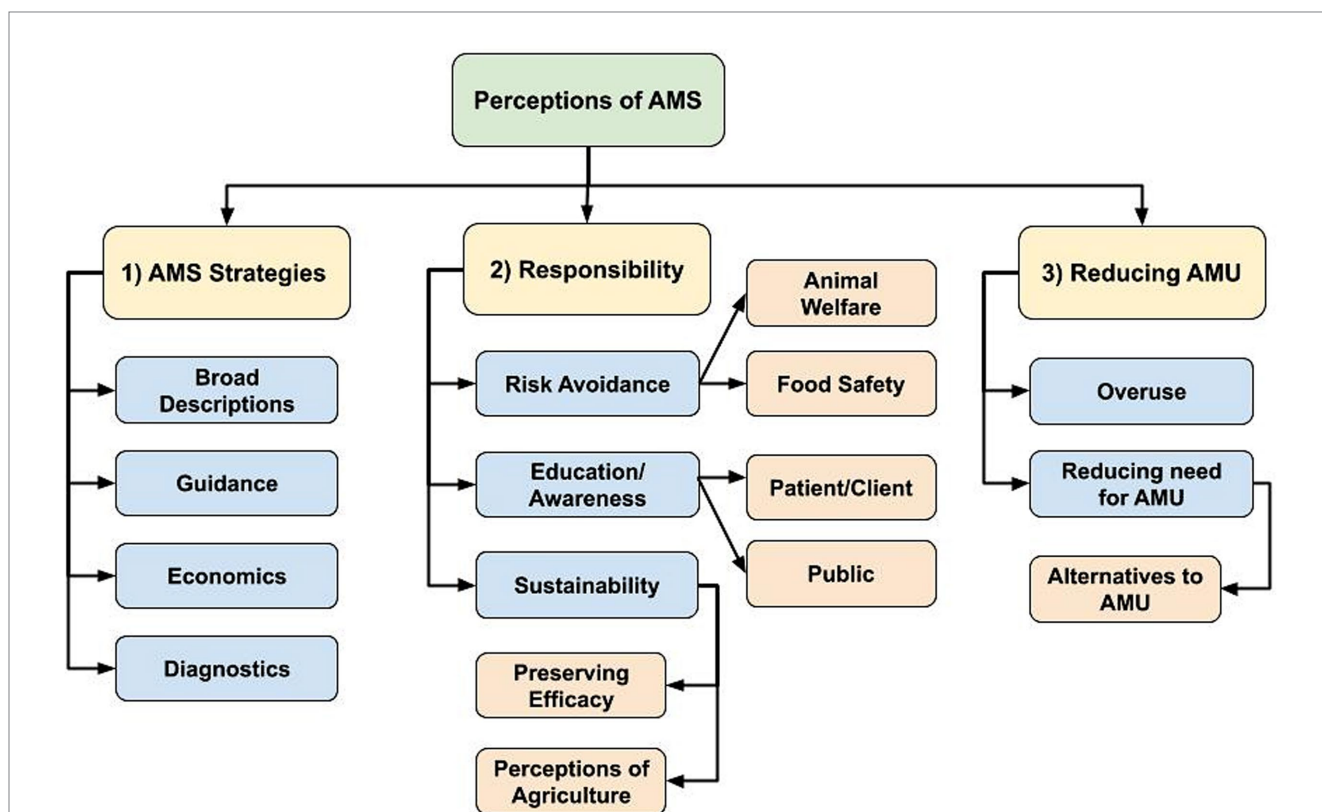 Perceptions of AMS
1) AMS Strategies
Broad
Descriptions
Guidance
Economics
Diagnostics
2) Responsibility
Risk Avoidance
Animal
Welfare
Food Safety
Education/
Awareness
Patient/Client
Public
Sustainability
Preserving
Efficacy
Perceptions of
Agriculture
3) Reducing AMU
Overuse
Reducing need
for AMU
Alternatives to
AMU